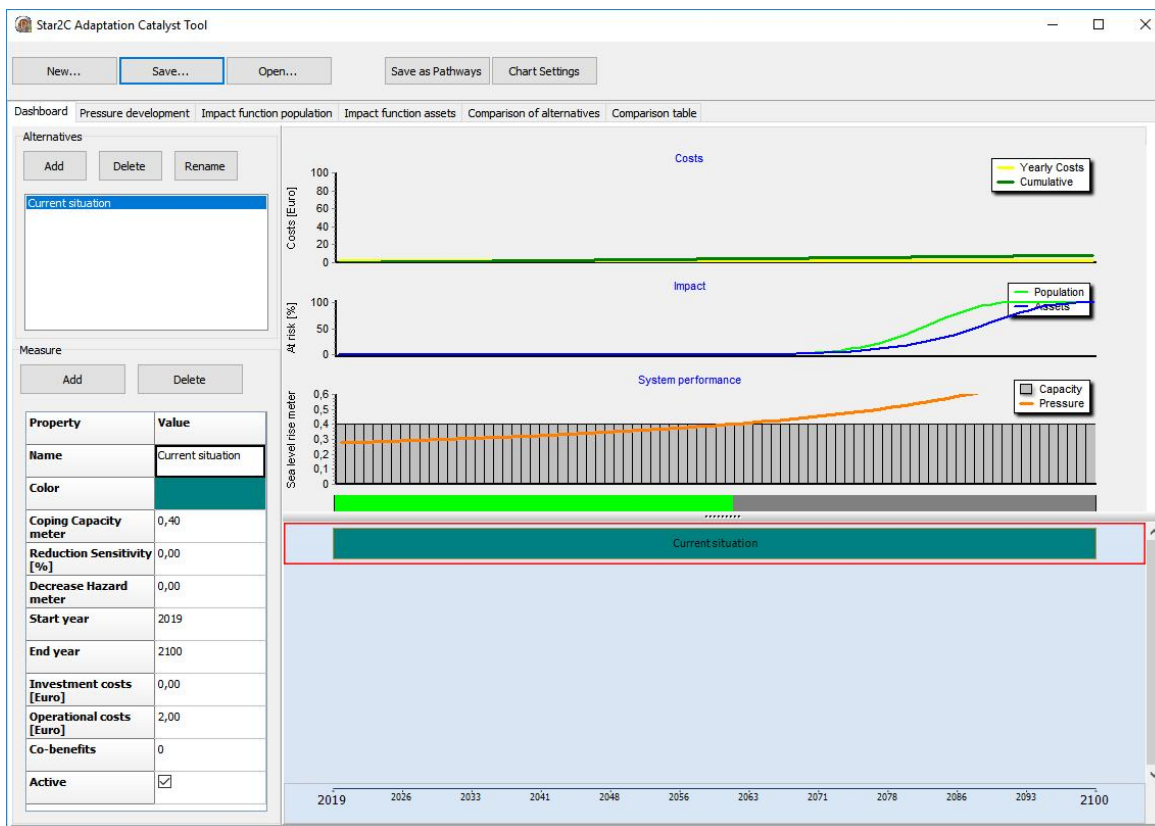 Star2C Adaptation Catalyst Tool
New... Save... Open... Save as Pathways Chart Settings
Dashboard Pressure development Impact function population Impact function assets Comparison of alternatives Comparison table
Alternatives
Add Delete Rename
Current situation
Measure
Add Delete
Property Value
Name Current situation
Color
Coping Capacity
meter
0,40
Reduction Sensitivity
[%]
0,00
Decrease Hazard
meter
0,00
Start year 2019
End year 2100
Investment costs
[Euro]
0,00
Operational costs
[Euro]
2,00
Co-benefits 0
Active
Costs
Costs [Euro]
100
80
60
40
20
0
Yearly Costs
Cumulative
Impact
At risk [%]
100
50
0
Population
Assets
System performance
Sea level rise meter
0,6
0,5
0,4
0,3
0,2
0,1
0
Capacity
Pressure
Current situation
2019 2026 2033 2041 2048 2056 2063 2071 2078 2086 2093 2100